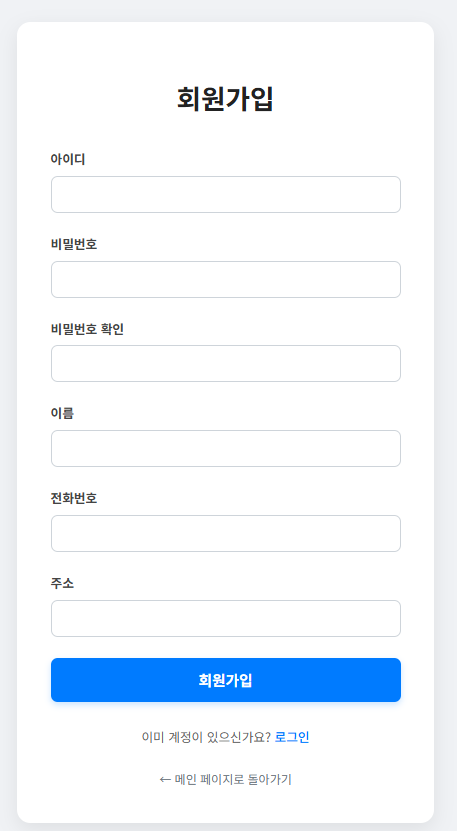 회원가입
아이디
비밀번호
비밀번호 확인
이름
전화번호
주소
회원가입
이미 계정이 있으신가요? 로그인
← 메인 페이지로 돌아가기